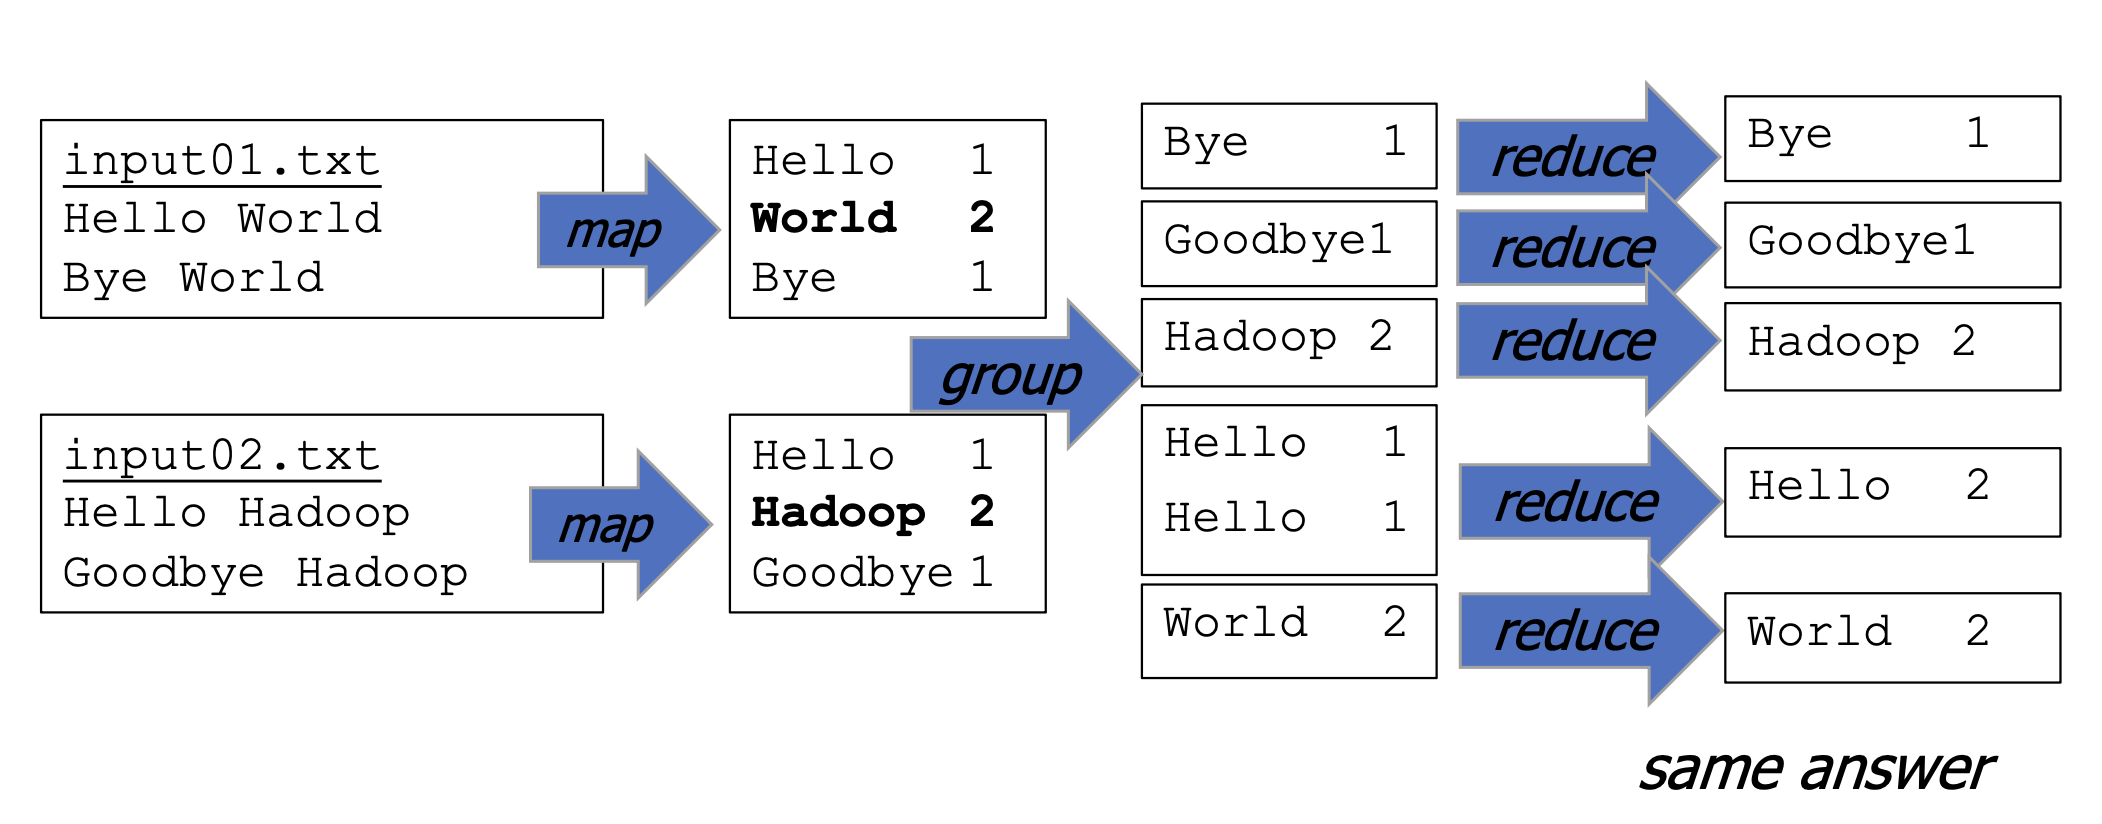 input01.txt
Hello World
Bye World
map
Hello 1
World 2
Bye 1
input02.txt
Hello Hadoop
Goodbye Hadoop
map
Hello 1
Hadoop 2
Goodbye 1
group
Bye 1
Goodbye1
Hadoop 2
Hello 1
Hello 1
World 2
reduce
reduce
reduce
reduce
reduce
Bye 1
Goodbye1
Hadoop 2
Hello 2
World 2
same answer